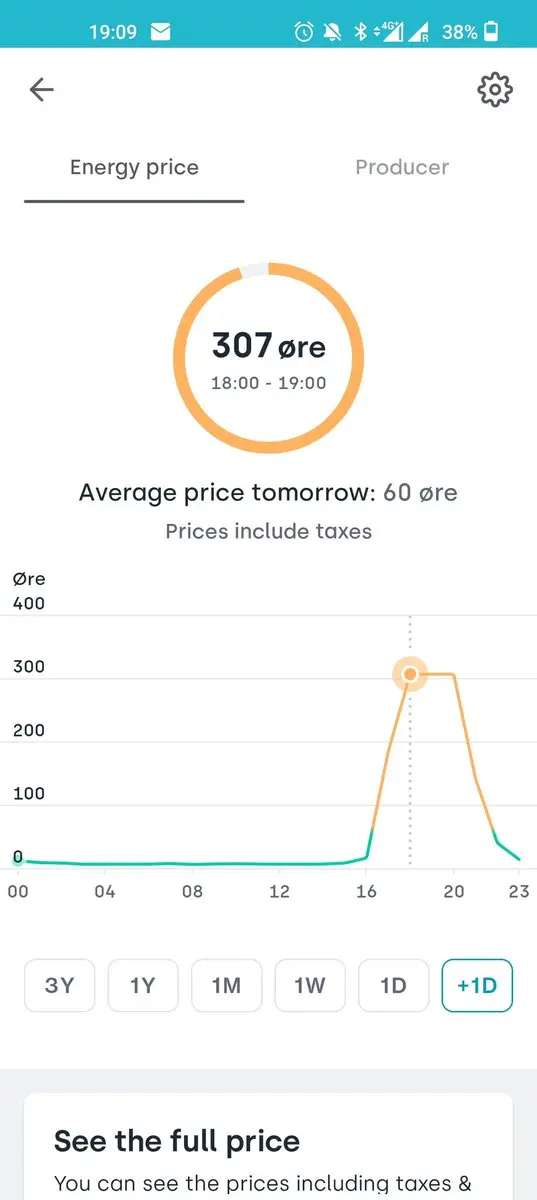 19:09
4G+
R
38%
Energy price
Producer
307 øre
18:00 - 19:00
Average price tomorrow: 60 øre
Prices include taxes
Øre
400
300
200
100
0
00 04 08 12 16 20 23
3Y 1Y 1M 1W 1D +1D
See the full price
You can see the prices including taxes &